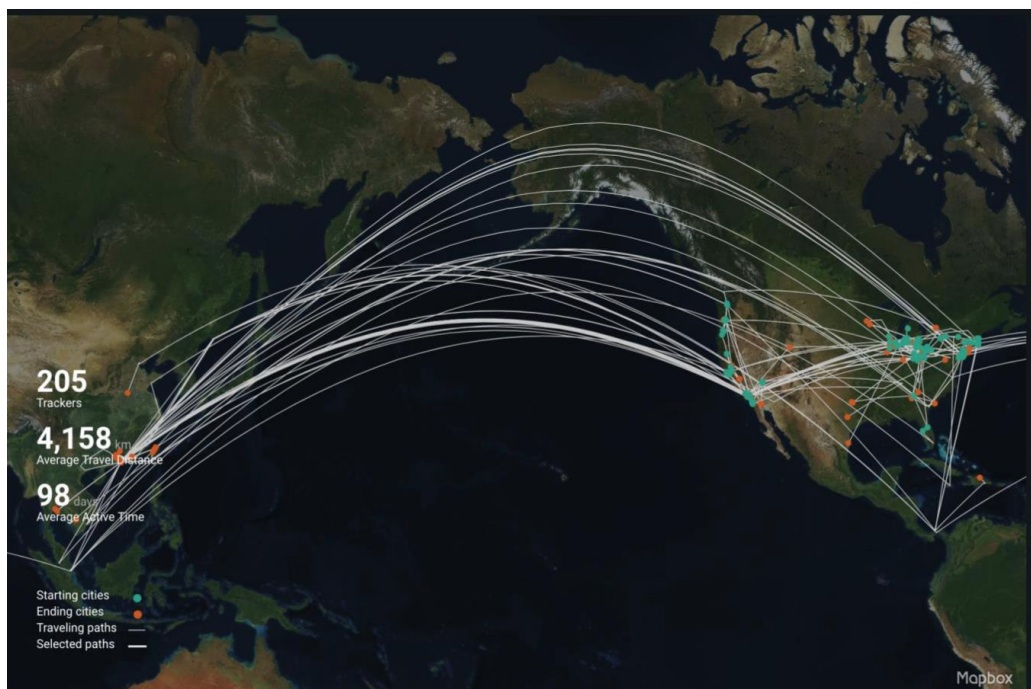 205
Trackers
4,158 km
Average Travel Distance
98 days
Average Active Time
Starting cities
Ending cities
Traveling paths
Selected paths
Mapbox